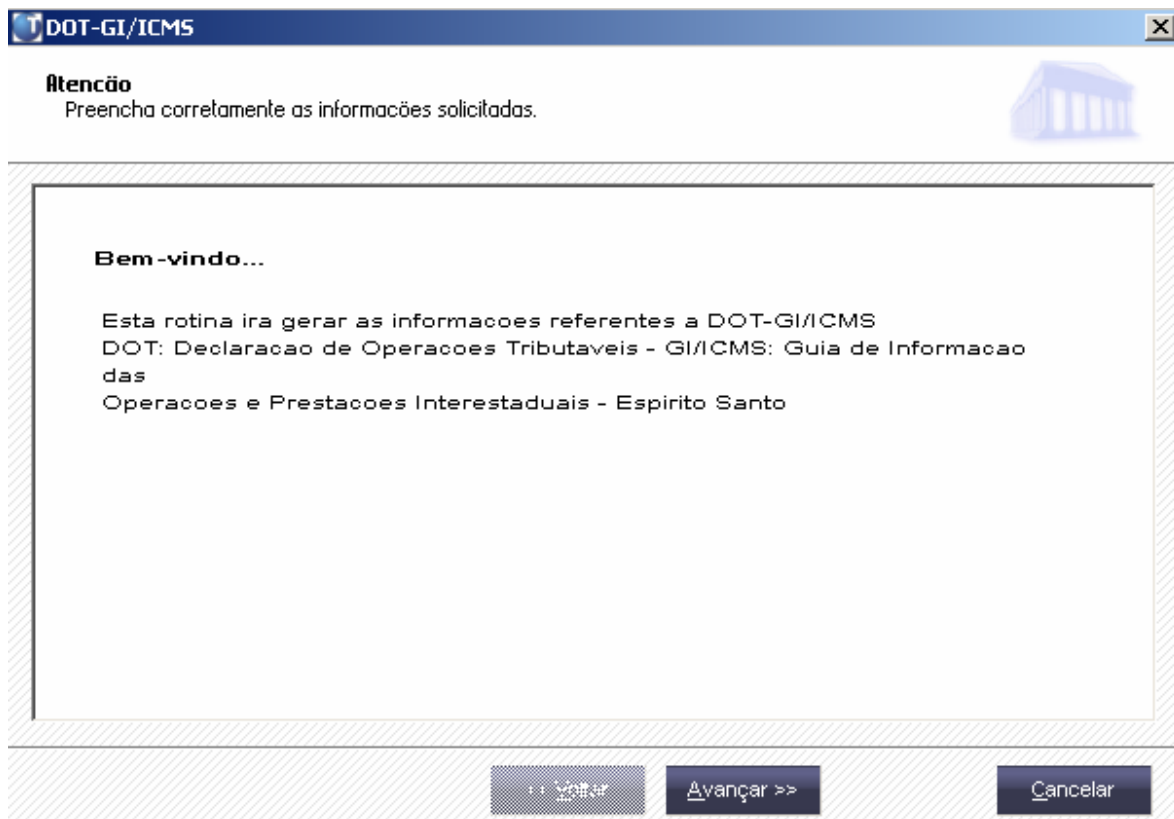 DOT-GI/ICMS
Atencão
Preencha corretamente as informacões solicitadas.
Bem-vindo...
Esta rotina ira gerar as informacoes referentes a DOT-GI/ICMS
DOT: Declaracao de Operacoes Tributaveis - GI/ICMS: Guia de Informacao
das
Operacoes e Prestacoes Interestaduais - Espirito Santo
<< Voltar
Avançar >>
Cancelar